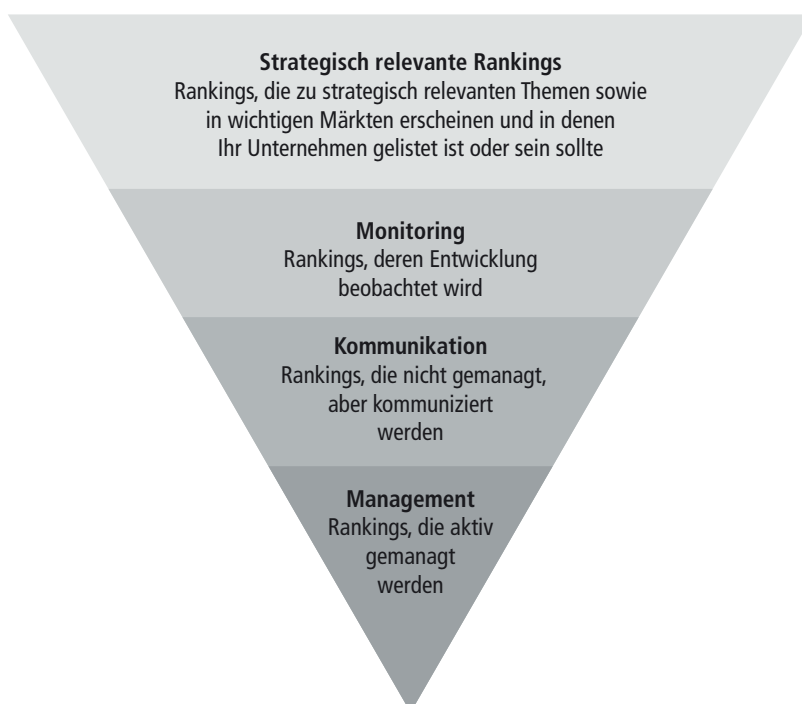 Strategisch relevante Rankings
Rankings, die zu strategisch relevanten Themen sowie
in wichtigen Märkten erscheinen und in denen
Ihr Unternehmen gelistet ist oder sein sollte
Monitoring
Rankings, deren Entwicklung
beobachtet wird
Kommunikation
Rankings, die nicht gemanagt,
aber kommuniziert
werden
Management
Rankings, die aktiv
gemanagt
werden